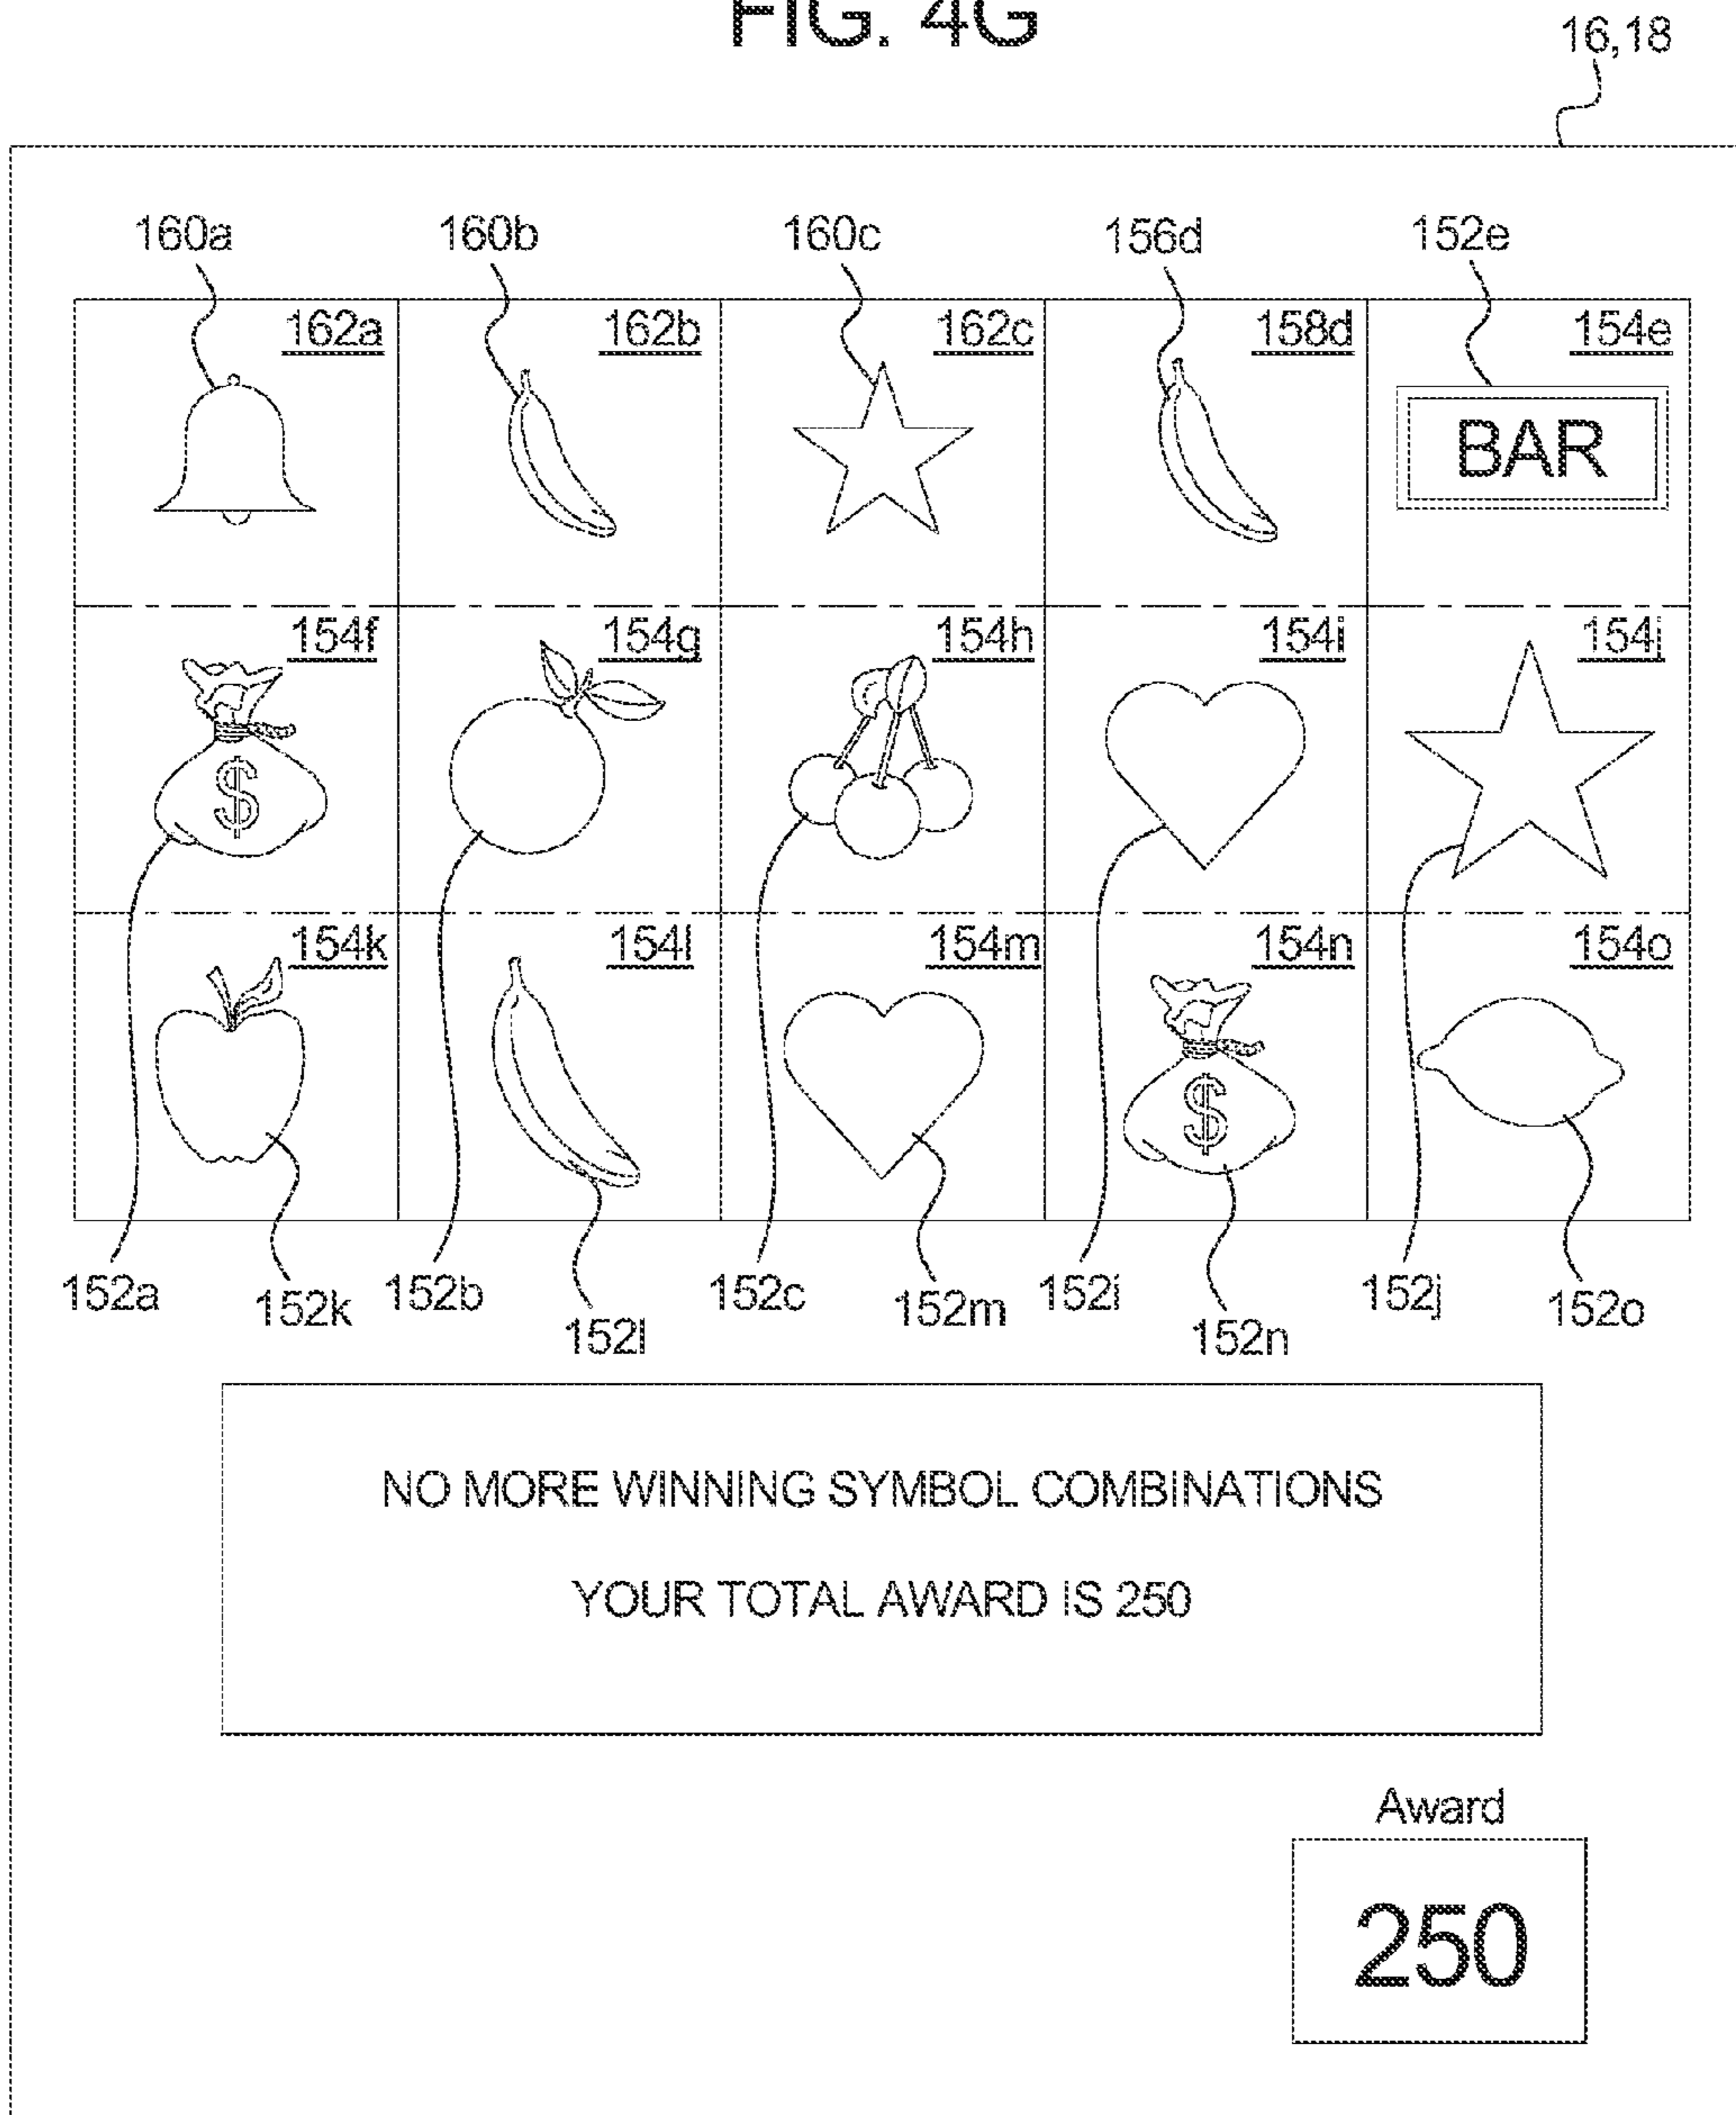 FIG. 4G
16,18
160a 160b 160c 156d 152e
162a 162b 162c 158d 154e
BAR
154f 154g 154h 154i 154j
$
154k 154l 154m 154n 154o
$
152a 152k 152b 152l 152c 152m 152i 152n 152j 152o
NO MORE WINNING SYMBOL COMBINATIONS
YOUR TOTAL AWARD IS 250
Award
250